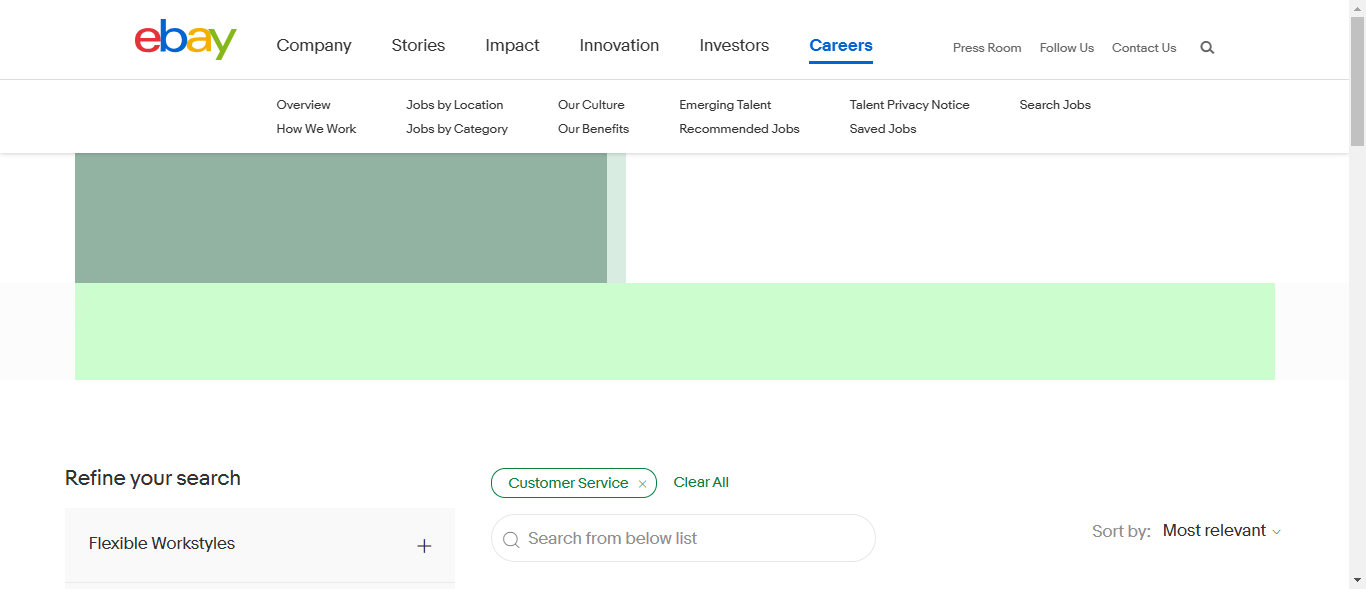 ebay
Company Stories Impact Innovation Investors Careers Press Room Follow Us Contact Us
Overview Jobs by Location Our Culture Emerging Talent Talent Privacy Notice Search Jobs
How We Work Jobs by Category Our Benefits Recommended Jobs Saved Jobs
Refine your search
Customer Service × Clear All
Flexible Workstyles +
Search from below list
Sort by: Most relevant